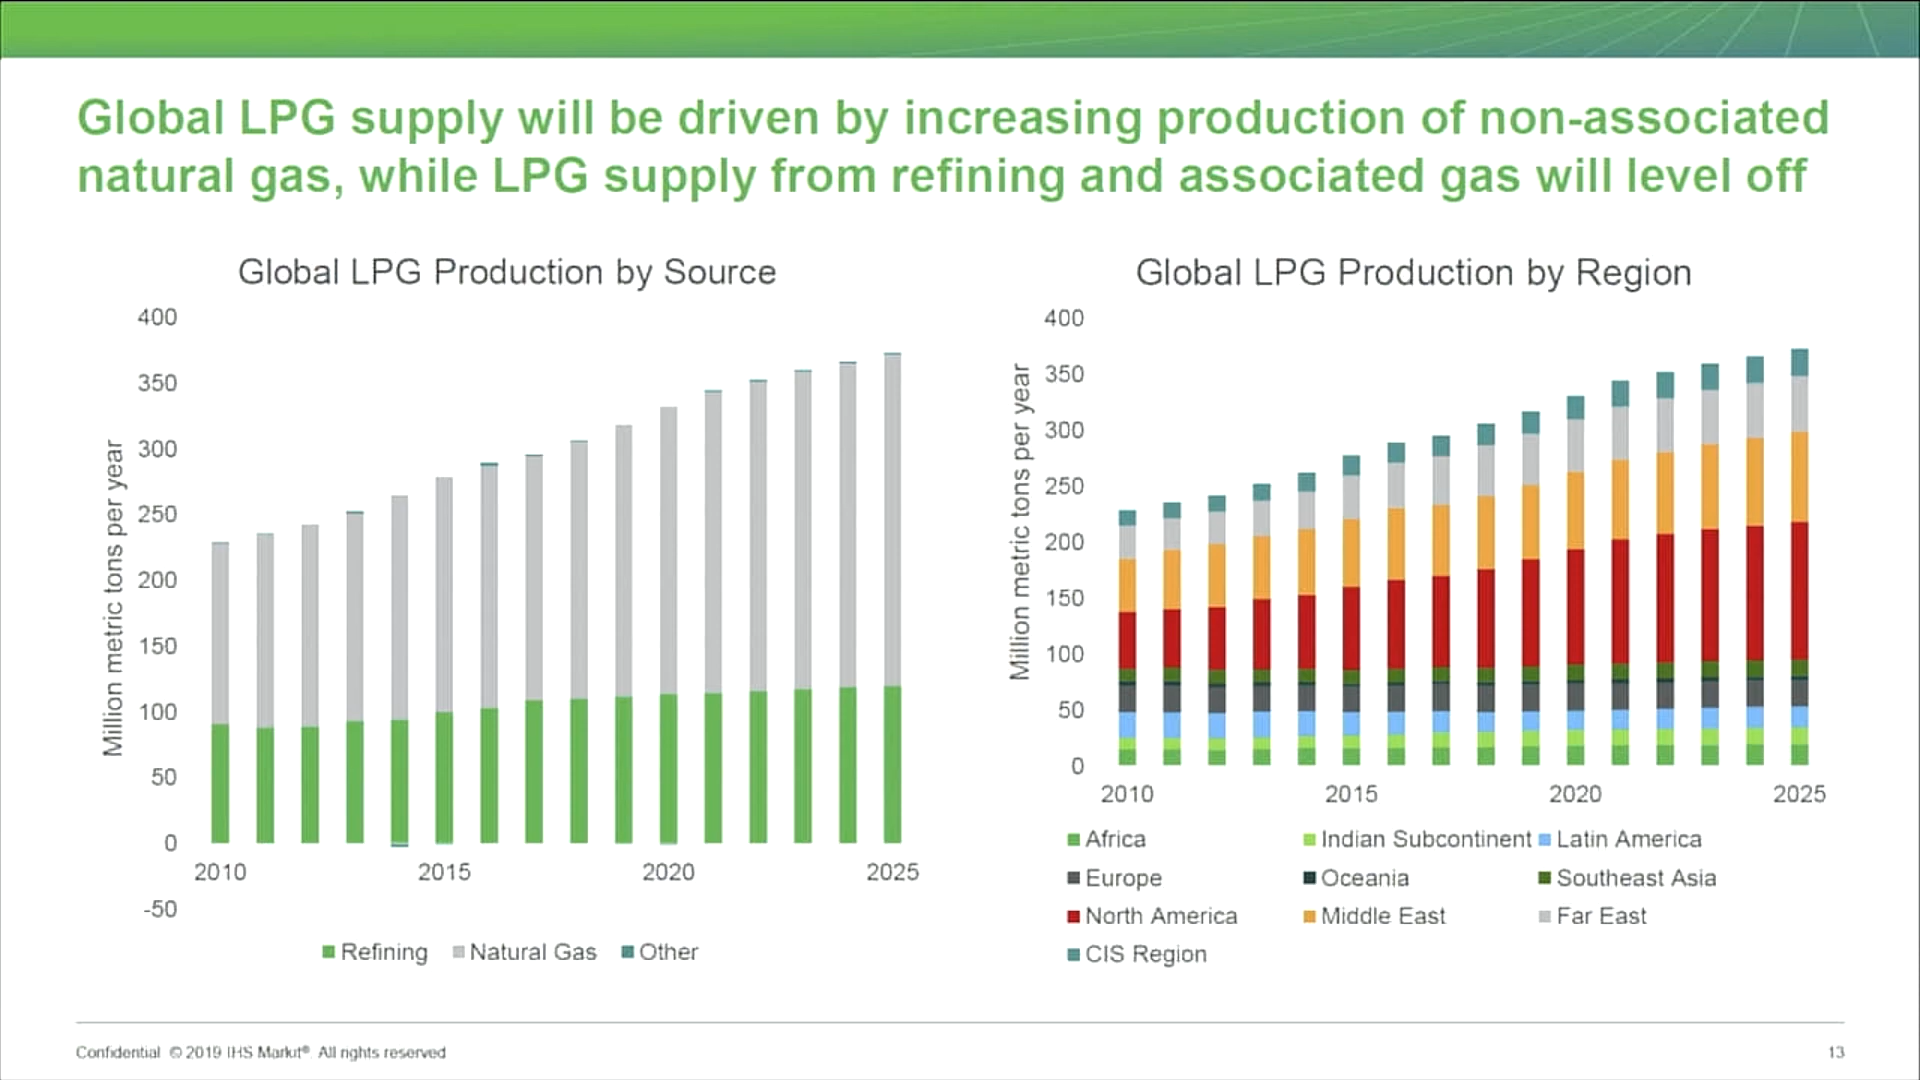 Global LPG supply will be driven by increasing production of non-associated
natural gas, while LPG supply from refining and associated gas will level off
Global LPG Production by Source
Million metric tons per year
400
350
300
250
200
150
100
50
0
-50
2010 2015 2020 2025
Refining Natural Gas Other
Global LPG Production by Region
Million metric tons per year
400
350
300
250
200
150
100
50
0
2010 2015 2020 2025
Africa Indian Subcontinent Latin America
Europe Oceania Southeast Asia
North America Middle East Far East
CIS Region
Confidential © 2019 IHS Markit® All rights reserved
13